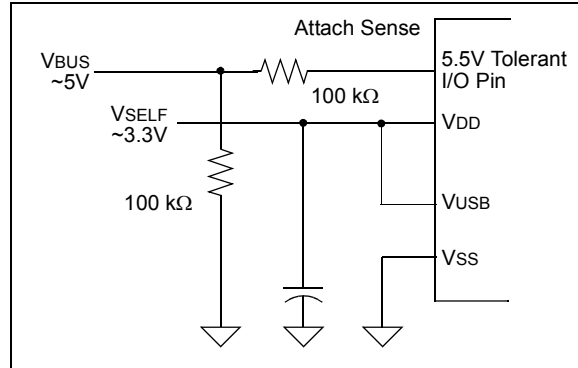 Attach Sense
VBUS
~5V
5.5V Tolerant
I/O Pin
100 kΩ
VSELF
~3.3V
VDD
100 kΩ
VUSB
VSS